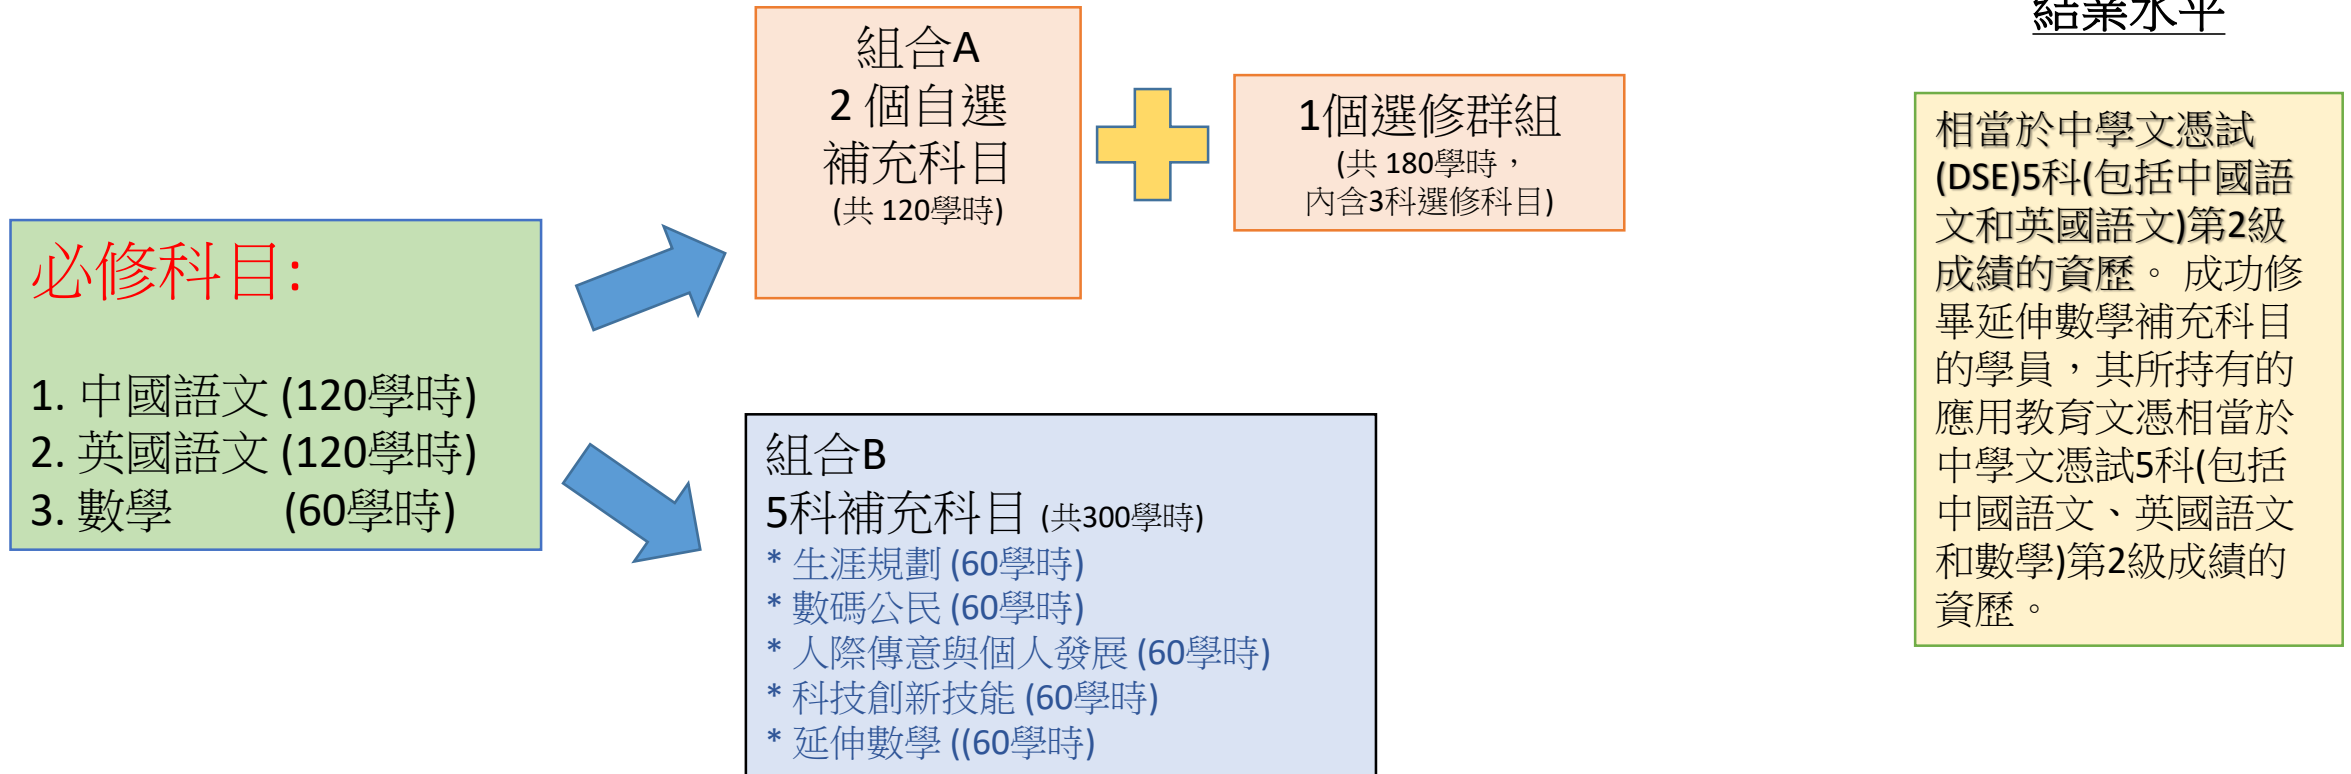 結業水平
組合A
2 個自選
補充科目
(共 120學時)
1個選修群組
(共 180學時，
內含3科選修科目)
必修科目:
1. 中國語文 (120學時)
2. 英國語文 (120學時)
3. 數學 (60學時)
組合B
5科補充科目 (共300學時)
* 生涯規劃 (60學時)
* 數碼公民 (60學時)
* 人際傳意與個人發展 (60學時)
* 科技創新技能 (60學時)
* 延伸數學 ((60學時)
相當於中學文憑試
(DSE)5科(包括中國語
文和英國語文)第2級
成績的資歷。 成功修
畢延伸數學補充科目
的學員，其所持有的
應用教育文憑相當於
中學文憑試5科(包括
中國語文、英國語文
和數學)第2級成績的
資歷。